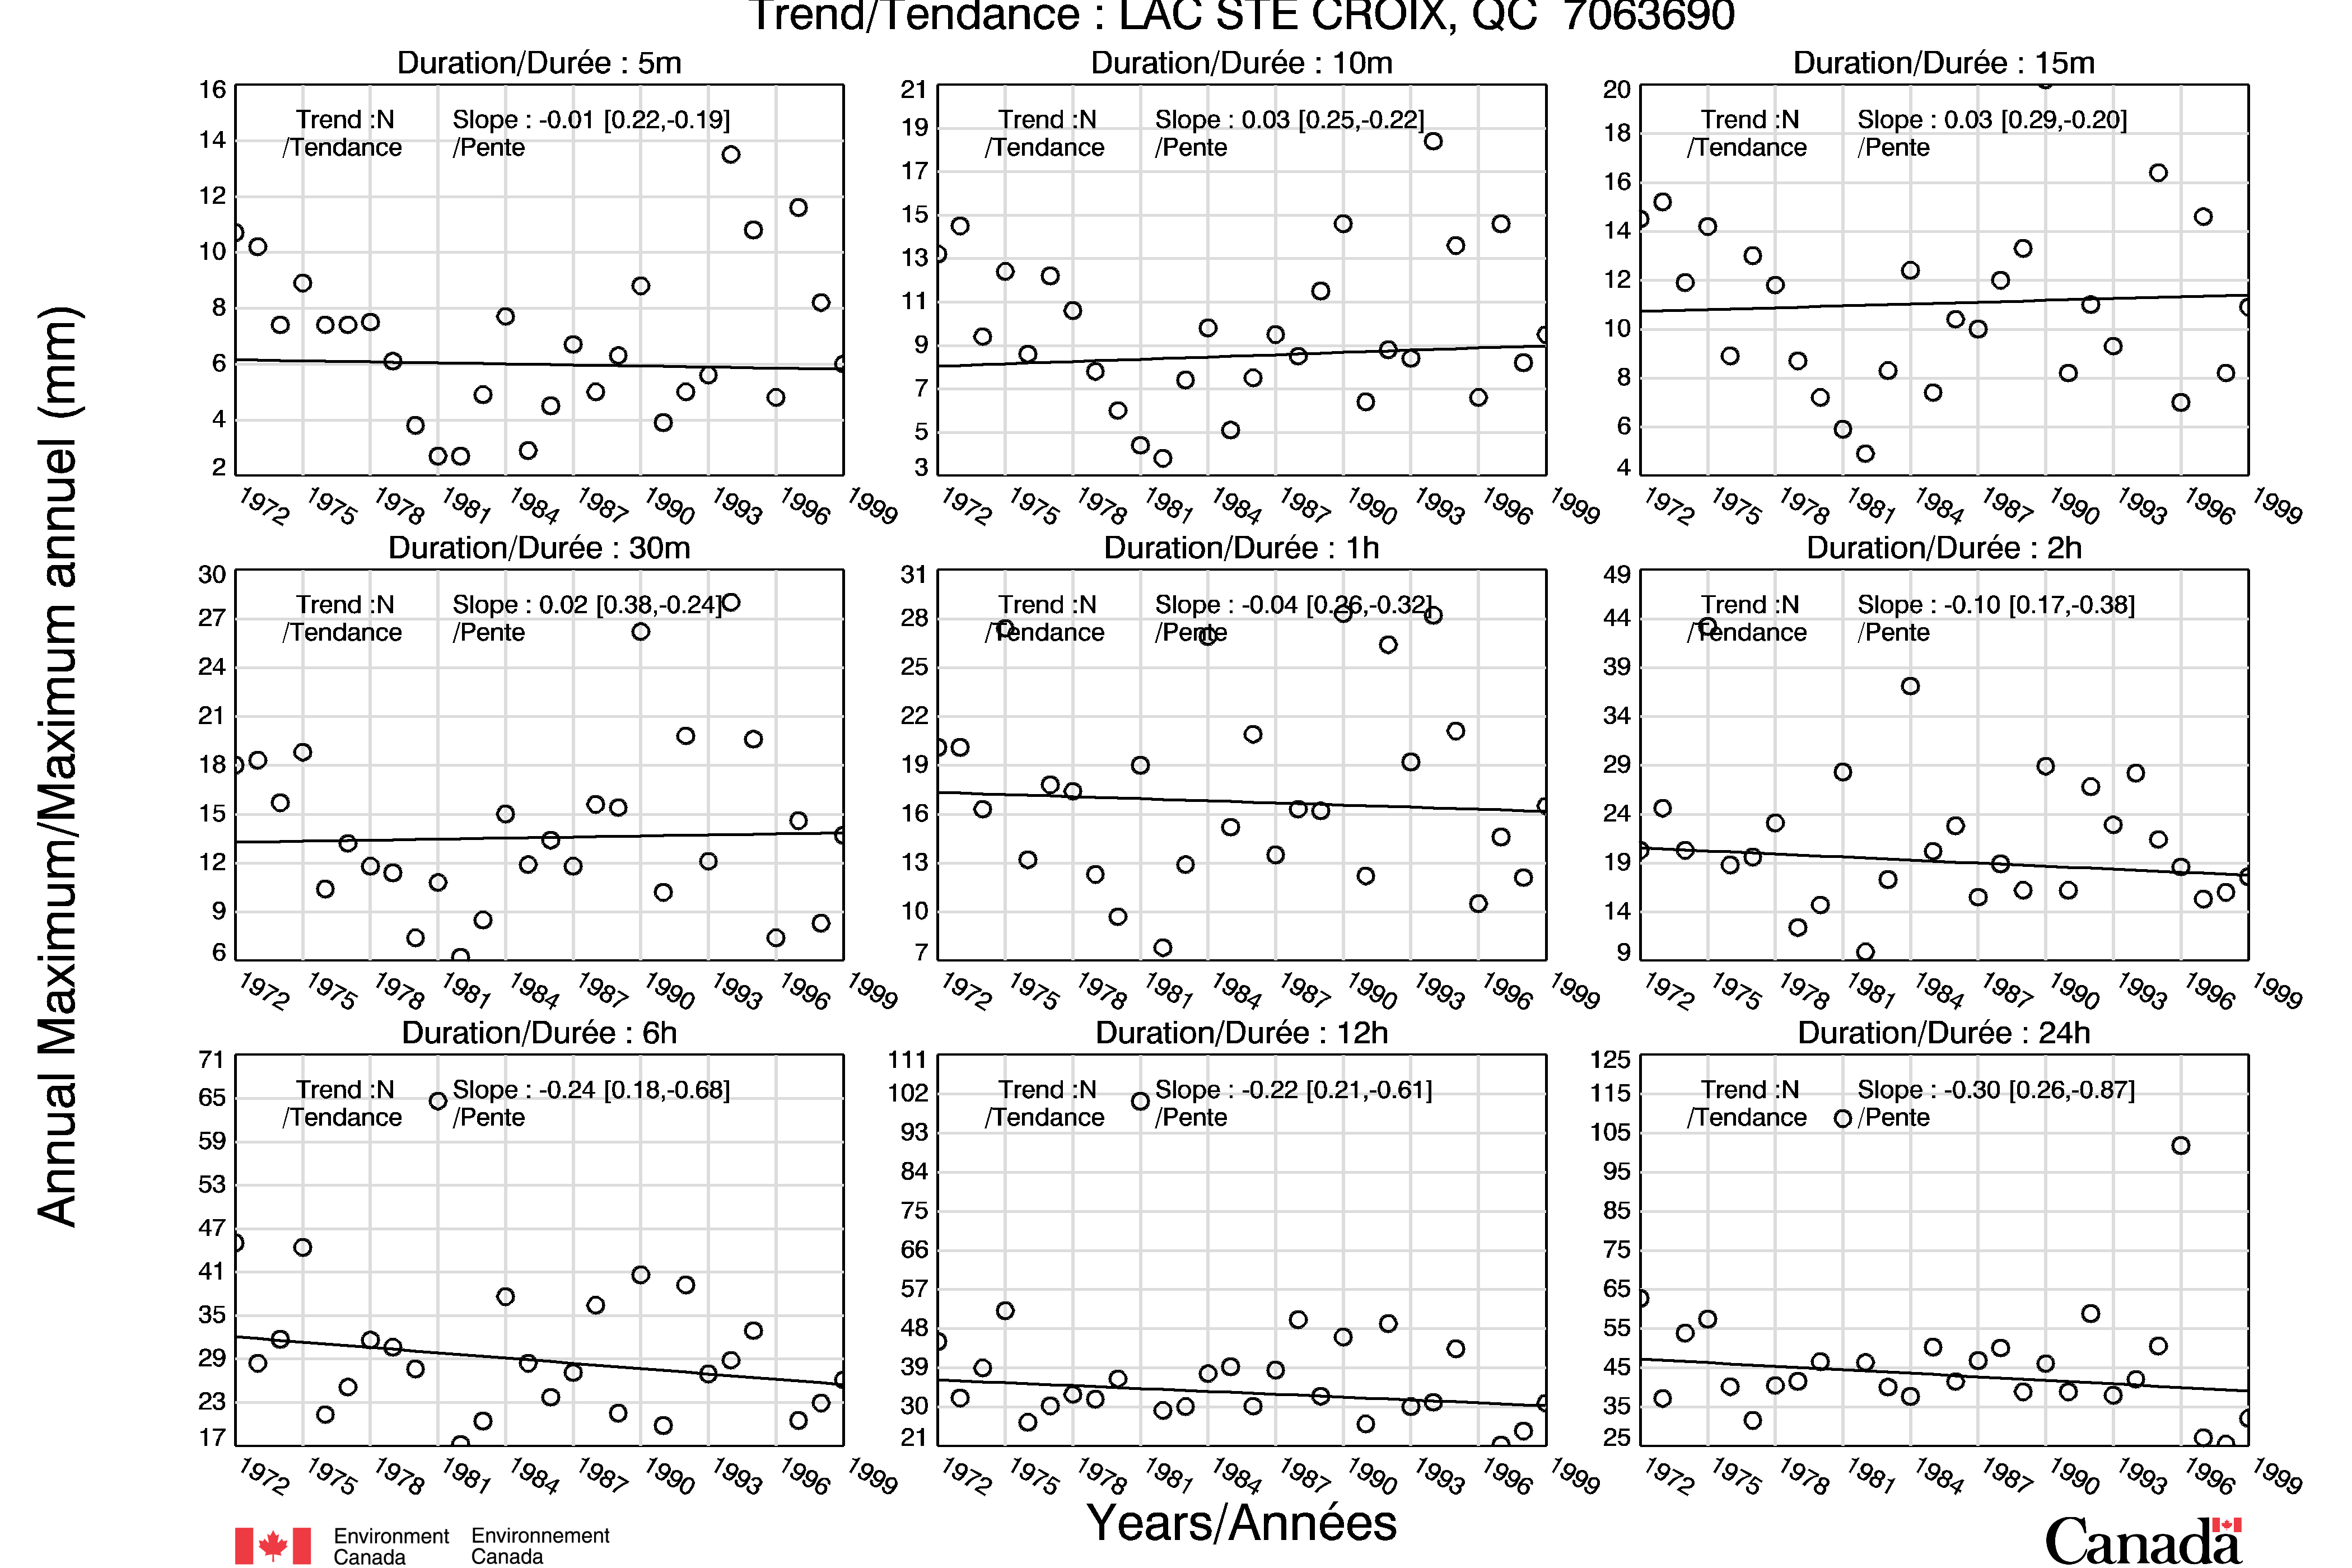 Trend/Tendance : LAC STE CROIX, QC 7063690
Annual Maximum/Maximum annuel (mm)
Duration/Durée : 5m
Trend :N Slope : -0.01 [0.22,-0.19]
/Tendance /Pente
16
14
12
10
8
6
4
2
1972 1975 1978 1981 1984 1987 1990 1993 1996 1999
Duration/Durée : 10m
Trend :N Slope : 0.03 [0.25,-0.22]
/Tendance /Pente
21
19
17
15
13
11
9
7
5
3
1972 1975 1978 1981 1984 1987 1990 1993 1996 1999
Duration/Durée : 15m
Trend :N Slope : 0.03 [0.29,-0.20]
/Tendance /Pente
20
18
16
14
12
10
8
6
4
1972 1975 1978 1981 1984 1987 1990 1993 1996 1999
Duration/Durée : 30m
Trend :N Slope : 0.02 [0.38,-0.24]
/Tendance /Pente
30
27
24
21
18
15
12
9
6
1972 1975 1978 1981 1984 1987 1990 1993 1996 1999
Duration/Durée : 1h
Trend :N Slope : -0.04 [0.26,-0.32]
/Tendance /Pente
31
28
25
22
19
16
13
10
7
1972 1975 1978 1981 1984 1987 1990 1993 1996 1999
Duration/Durée : 2h
Trend :N Slope : -0.10 [0.17,-0.38]
/Tendance /Pente
49
44
39
34
29
24
19
14
9
1972 1975 1978 1981 1984 1987 1990 1993 1996 1999
Duration/Durée : 6h
Trend :N Slope : -0.24 [0.18,-0.68]
/Tendance /Pente
71
65
59
53
47
41
35
29
23
17
1972 1975 1978 1981 1984 1987 1990 1993 1996 1999
Duration/Durée : 12h
Trend :N Slope : -0.22 [0.21,-0.61]
/Tendance /Pente
111
102
93
84
75
66
57
48
39
30
21
1972 1975 1978 1981 1984 1987 1990 1993 1996 1999
Duration/Durée : 24h
Trend :N Slope : -0.30 [0.26,-0.87]
/Tendance /Pente
125
115
105
95
85
75
65
55
45
35
25
1972 1975 1978 1981 1984 1987 1990 1993 1996 1999
Years/Années
Environment Environnement
Canada Canada
Canada